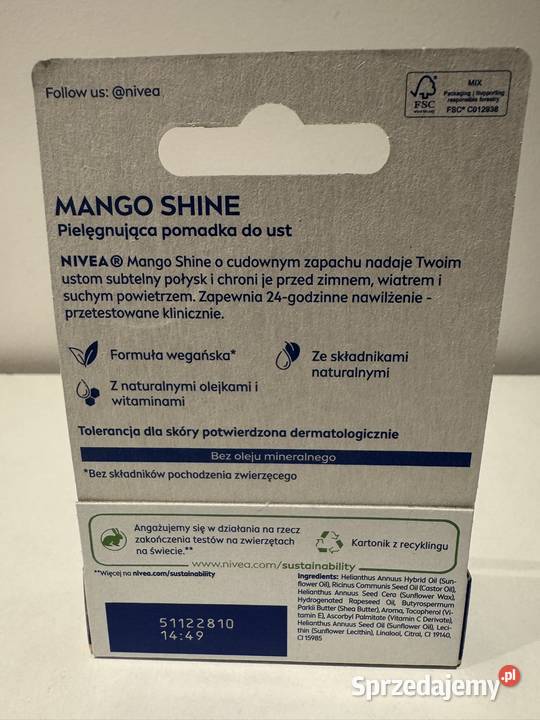 Follow us: @nivea
FSC
www.fsc.org
MIX
Packaging | Supporting
responsible forestry
FSC® C012938
MANGO SHINE
Pielęgnująca pomadka do ust
NIVEA® Mango Shine o cudownym zapachu nadaje Twoim
ustom subtelny połysk i chroni je przed zimnem, wiatrem i
suchym powietrzem. Zapewnia 24-godzinne nawilżenie -
przetestowane klinicznie.
Formuła wegańska*
Ze składnikami
naturalnymi
Z naturalnymi olejkami i
witaminami
Tolerancja dla skóry potwierdzona dermatologicznie
Bez oleju mineralnego
*Bez składników pochodzenia zwierzęcego
Angażujemy się w działania na rzecz
zakończenia testów na zwierzętach
na świecie.**
Kartonik z recyklingu
www.nivea.com/sustainability
**Więcej na nivea.com/sustainability
Ingredients: Helianthus Annuus Hybrid Oil (Sun-
flower Oil), Ricinus Communis Seed Oil (Castor Oil),
Helianthus Annuus Seed Cera (Sunflower Wax),
Hydrogenated Rapeseed Oil, Butyrospermum
Parkii Butter (Shea Butter), Aroma, Tocopherol (Vi-
tamin E), Ascorbyl Palmitate (Vitamin C Derivate),
Helianthus Annuus Seed Oil (Sunflower Oil), Leci-
thin (Sunflower Lecithin), Linalool, Citral, CI 19140,
CI 15985
51122810
14:49
Sprzedajemy.pl